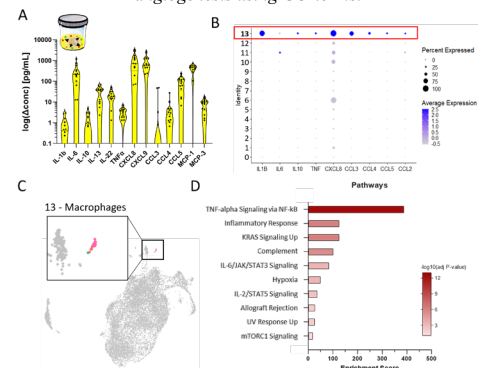 A
log(Δconc) [pg/mL]
10000
1000
100
10
1
0.1
IL-1b
IL-6
IL-10
IL-13
IL-22
TNFα
CXCL8
CXCL9
CCL3
CCL4
CCL5
MCP-1
MCP-3
B
Identity
13
12
11
10
9
8
7
6
5
4
3
2
1
0
IL1B
IL6
IL10
TNF
CXCL8
CCL3
CCL4
CCL5
CCL2
Percent Expressed
0
25
50
75
100
Average Expression
2.5
2.0
1.5
1.0
0.5
0.0
-0.5
C
13 - Macrophages
D
Pathways
TNF-alpha Signaling via NF-kB
Inflammatory Response
KRAS Signaling Up
Complement
IL-6/JAK/STAT3 Signaling
Hypoxia
IL-2/STAT5 Signaling
Allograft Rejection
UV Response Up
mTORC1 Signaling
0
100
200
300
400
500
-log10(adj P-value)
12
9
6
3